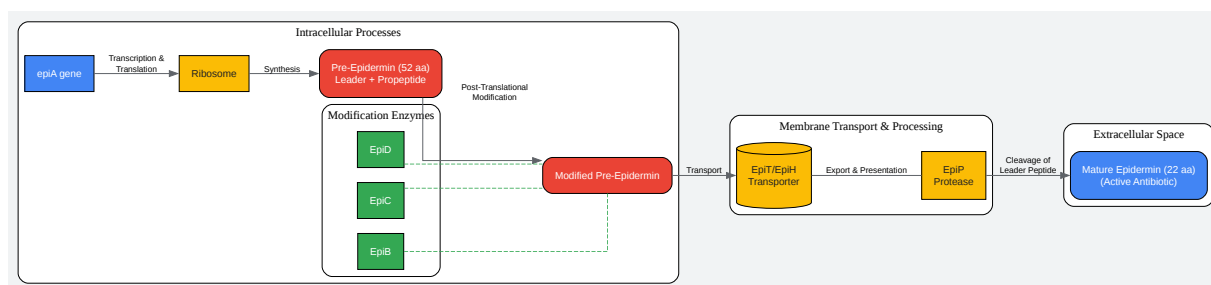 Intracellular Processes
epiA gene
Transcription &
Translation
Ribosome
Synthesis
Pre-Epidermin (52 aa)
Leader + Propeptide
Post-Translational
Modification
Modification Enzymes
EpiD
EpiC
EpiB
Modified Pre-Epidermin
Transport
Membrane Transport & Processing
EpiT/EpiH
Transporter
Export & Presentation
EpiP
Protease
Cleavage of
Leader Peptide
Extracellular Space
Mature Epidermin (22 aa)
(Active Antibiotic)